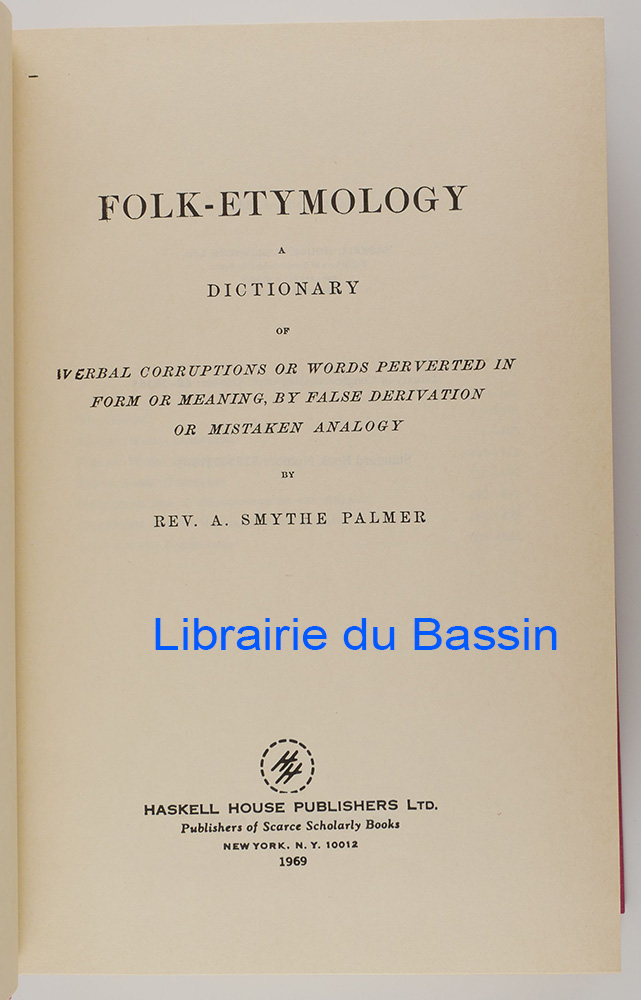 FOLK-ETYMOLOGY
A
DICTIONARY
OF
VERBAL CORRUPTIONS OR WORDS PERVERTED IN
FORM OR MEANING, BY FALSE DERIVATION
OR MISTAKEN ANALOGY
BY
REV. A. SMYTHE PALMER
Librairie du Bassin
HH
HASKELL HOUSE PUBLISHERS LTD.
Publishers of Scarce Scholarly Books
NEW YORK, N. Y. 10012
1969